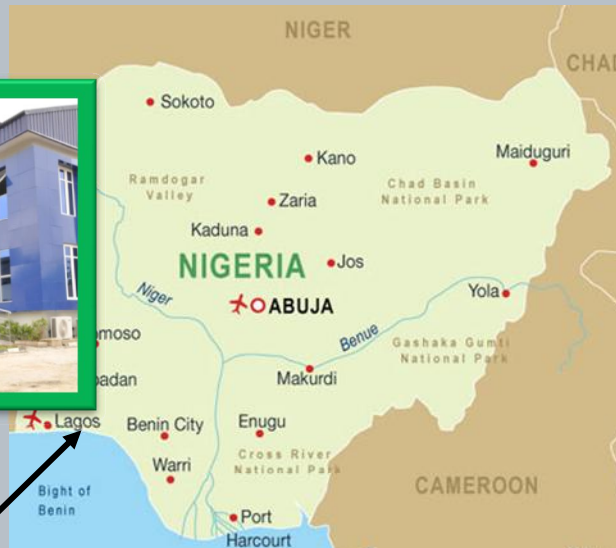 NIGER
CHAD
Sokoto
Kano
Maiduguri
Ramdogar
Valley
Chad Basin
National Park
Zaria
Kaduna
NIGERIA
Jos
Niger
ABUJA
Yola
Benue
omoso
Gashaka Gumti
National Park
badan
Makurdi
Lagos
Benin City
Enugu
Cross River
National Park
Warri
Bight of
Benin
CAMEROON
Port
Harcourt